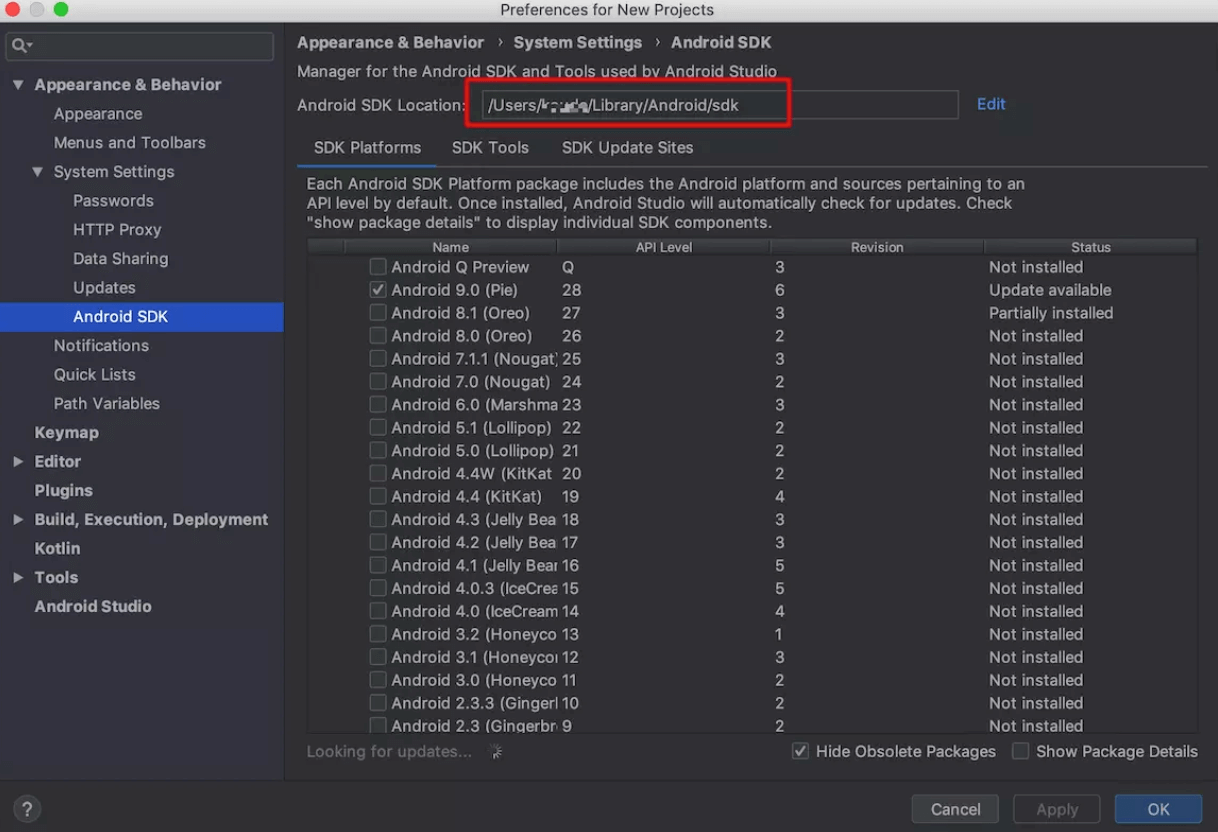 Preferences for New Projects
Appearance & Behavior
Appearance
Menus and Toolbars
System Settings
Passwords
HTTP Proxy
Data Sharing
Updates
Android SDK
Notifications
Quick Lists
Path Variables
Keymap
Editor
Plugins
Build, Execution, Deployment
Kotlin
Tools
Android Studio
Appearance & Behavior › System Settings › Android SDK
Manager for the Android SDK and Tools used by Android Studio
Android SDK Location: /Users/ /Library/Android/sdk Edit
SDK Platforms SDK Tools SDK Update Sites
Each Android SDK Platform package includes the Android platform and sources pertaining to an
API level by default. Once installed, Android Studio will automatically check for updates. Check
"show package details" to display individual SDK components.
Name API Level Revision Status
Android Q Preview Q 3 Not installed
Android 9.0 (Pie) 28 6 Update available
Android 8.1 (Oreo) 27 3 Partially installed
Android 8.0 (Oreo) 26 2 Not installed
Android 7.1.1 (Nougat) 25 3 Not installed
Android 7.0 (Nougat) 24 2 Not installed
Android 6.0 (Marshma 23 3 Not installed
Android 5.1 (Lollipop) 22 2 Not installed
Android 5.0 (Lollipop) 21 2 Not installed
Android 4.4W (KitKat 20 2 Not installed
Android 4.4 (KitKat) 19 4 Not installed
Android 4.3 (Jelly Bea 18 3 Not installed
Android 4.2 (Jelly Bea 17 3 Not installed
Android 4.1 (Jelly Bear 16 5 Not installed
Android 4.0.3 (IceCrea 15 5 Not installed
Android 4.0 (IceCream 14 4 Not installed
Android 3.2 (Honeyco 13 1 Not installed
Android 3.1 (Honeycor 12 3 Not installed
Android 3.0 (Honeyco 11 2 Not installed
Android 2.3.3 (Gingerl 10 2 Not installed
Android 2.3 (Gingerbr 9 2 Not installed
Looking for updates... Hide Obsolete Packages Show Package Details
? Cancel Apply OK